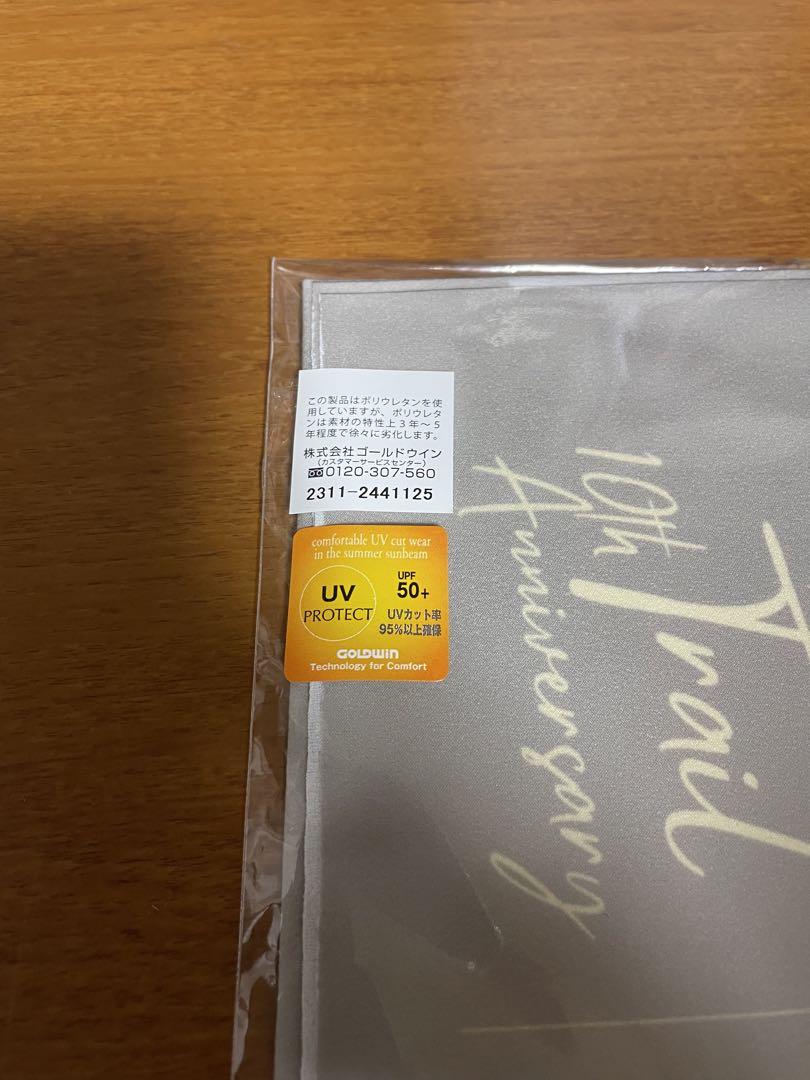 この製品はポリウレタンを使
用していますが、ポリウレタ
ンは素材の特性上3年〜5
年程度で徐々に劣化します。
株式会社ゴールドウイン
(カスタマーサービスセンター)
0120-307-560
2311-2441125
comfortable UV cut wear
in the summer sunbeam
UV
PROTECT
UPF
50+
UVカット率
95%以上確保
GOLDWIN
Technology for Comfort
Trail
10th
Anniversary